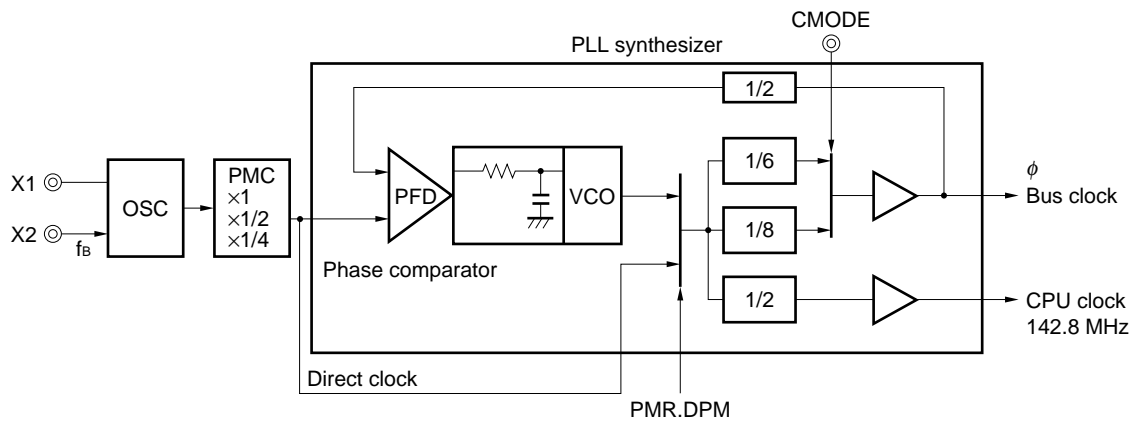 CMODE
PLL synthesizer
1/2
PMC
×1
×1/2
×1/4
X1
X2
fB
OSC
PFD
VCO
1/6
1/8
1/2
ϕ
Bus clock
Phase comparator
CPU clock
142.8 MHz
Direct clock
PMR.DPM